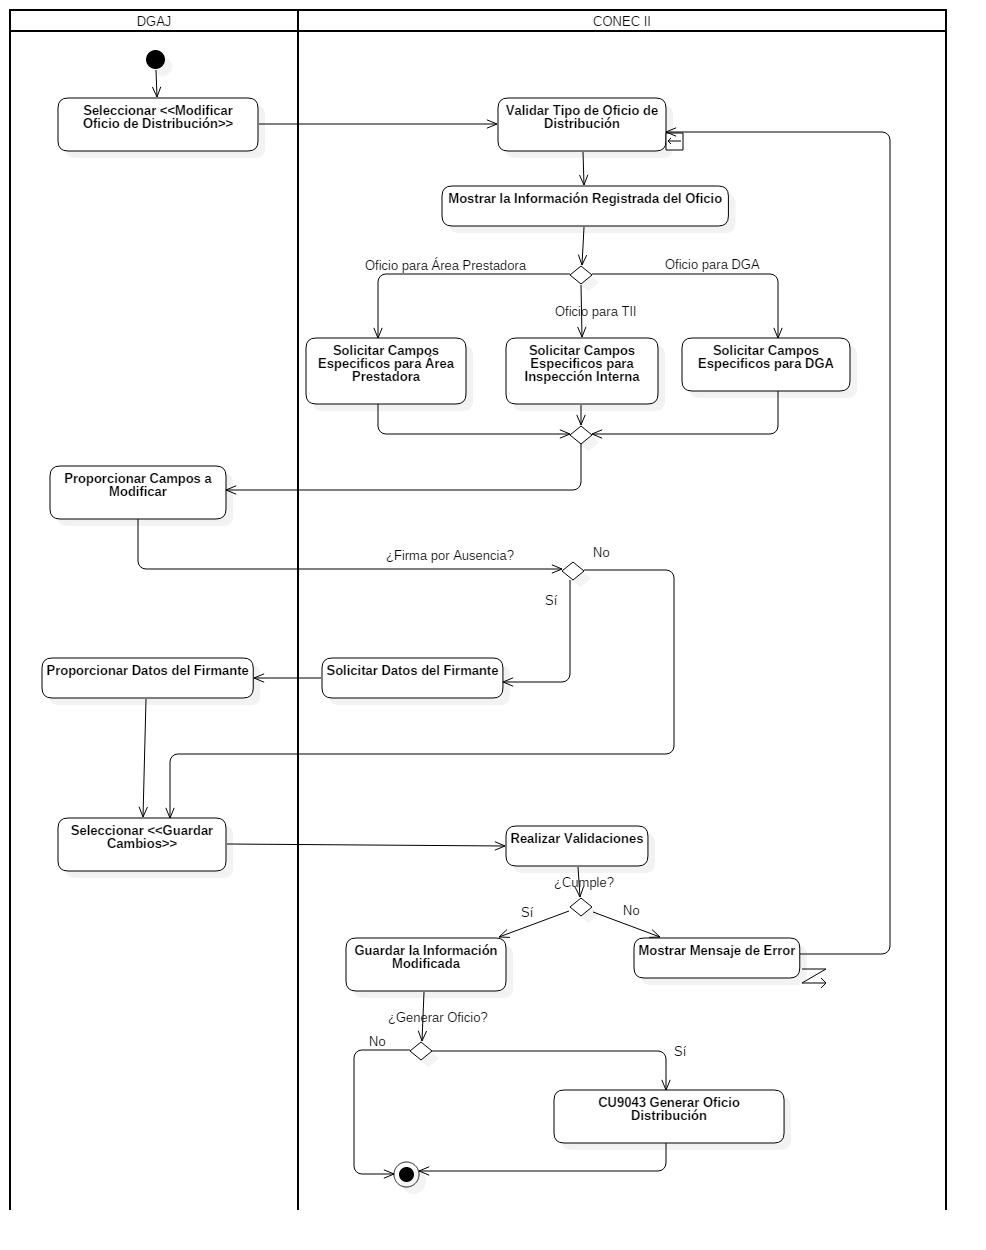 DGAJ
CONEC II
Seleccionar <<Modificar
Oficio de Distribución>>
Validar Tipo de Oficio de
Distribución
Mostrar la Información Registrada del Oficio
Oficio para Área Prestadora
Oficio para DGA
Oficio para TII
Solicitar Campos
Especificos para Área
Prestadora
Solicitar Campos
Especificos para
Inspección Interna
Solicitar Campos
Especificos para DGA
Proporcionar Campos a
Modificar
¿Firma por Ausencia?
No
Sí
Proporcionar Datos del Firmante
Solicitar Datos del Firmante
Seleccionar <<Guardar
Cambios>>
Realizar Validaciones
¿Cumple?
Sí
No
Guardar la Información
Modificada
Mostrar Mensaje de Error
¿Generar Oficio?
No
Sí
CU9043 Generar Oficio
Distribución